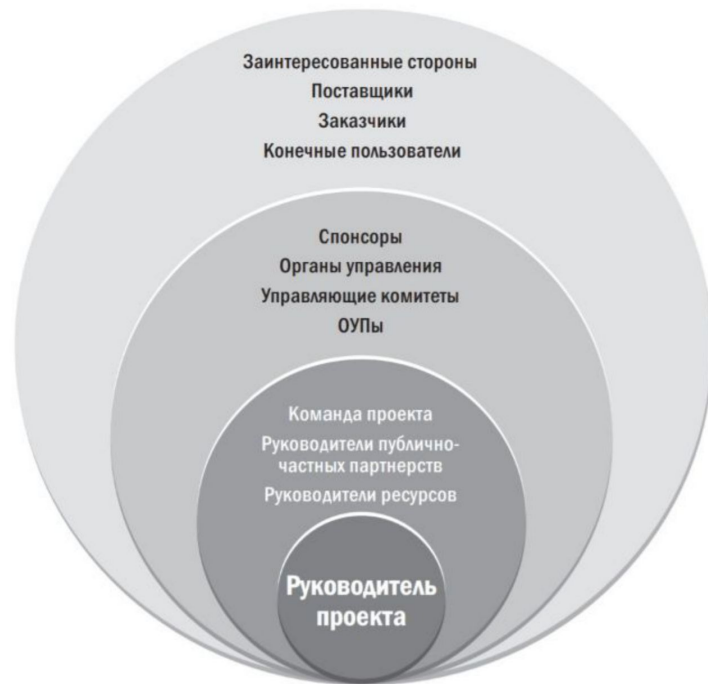 Заинтересованные стороны
Поставщики
Заказчики
Конечные пользователи
Спонсоры
Органы управления
Управляющие комитеты
ОУПы
Команда проекта
Руководители публично-
частных партнерств
Руководители ресурсов
Руководитель
проекта